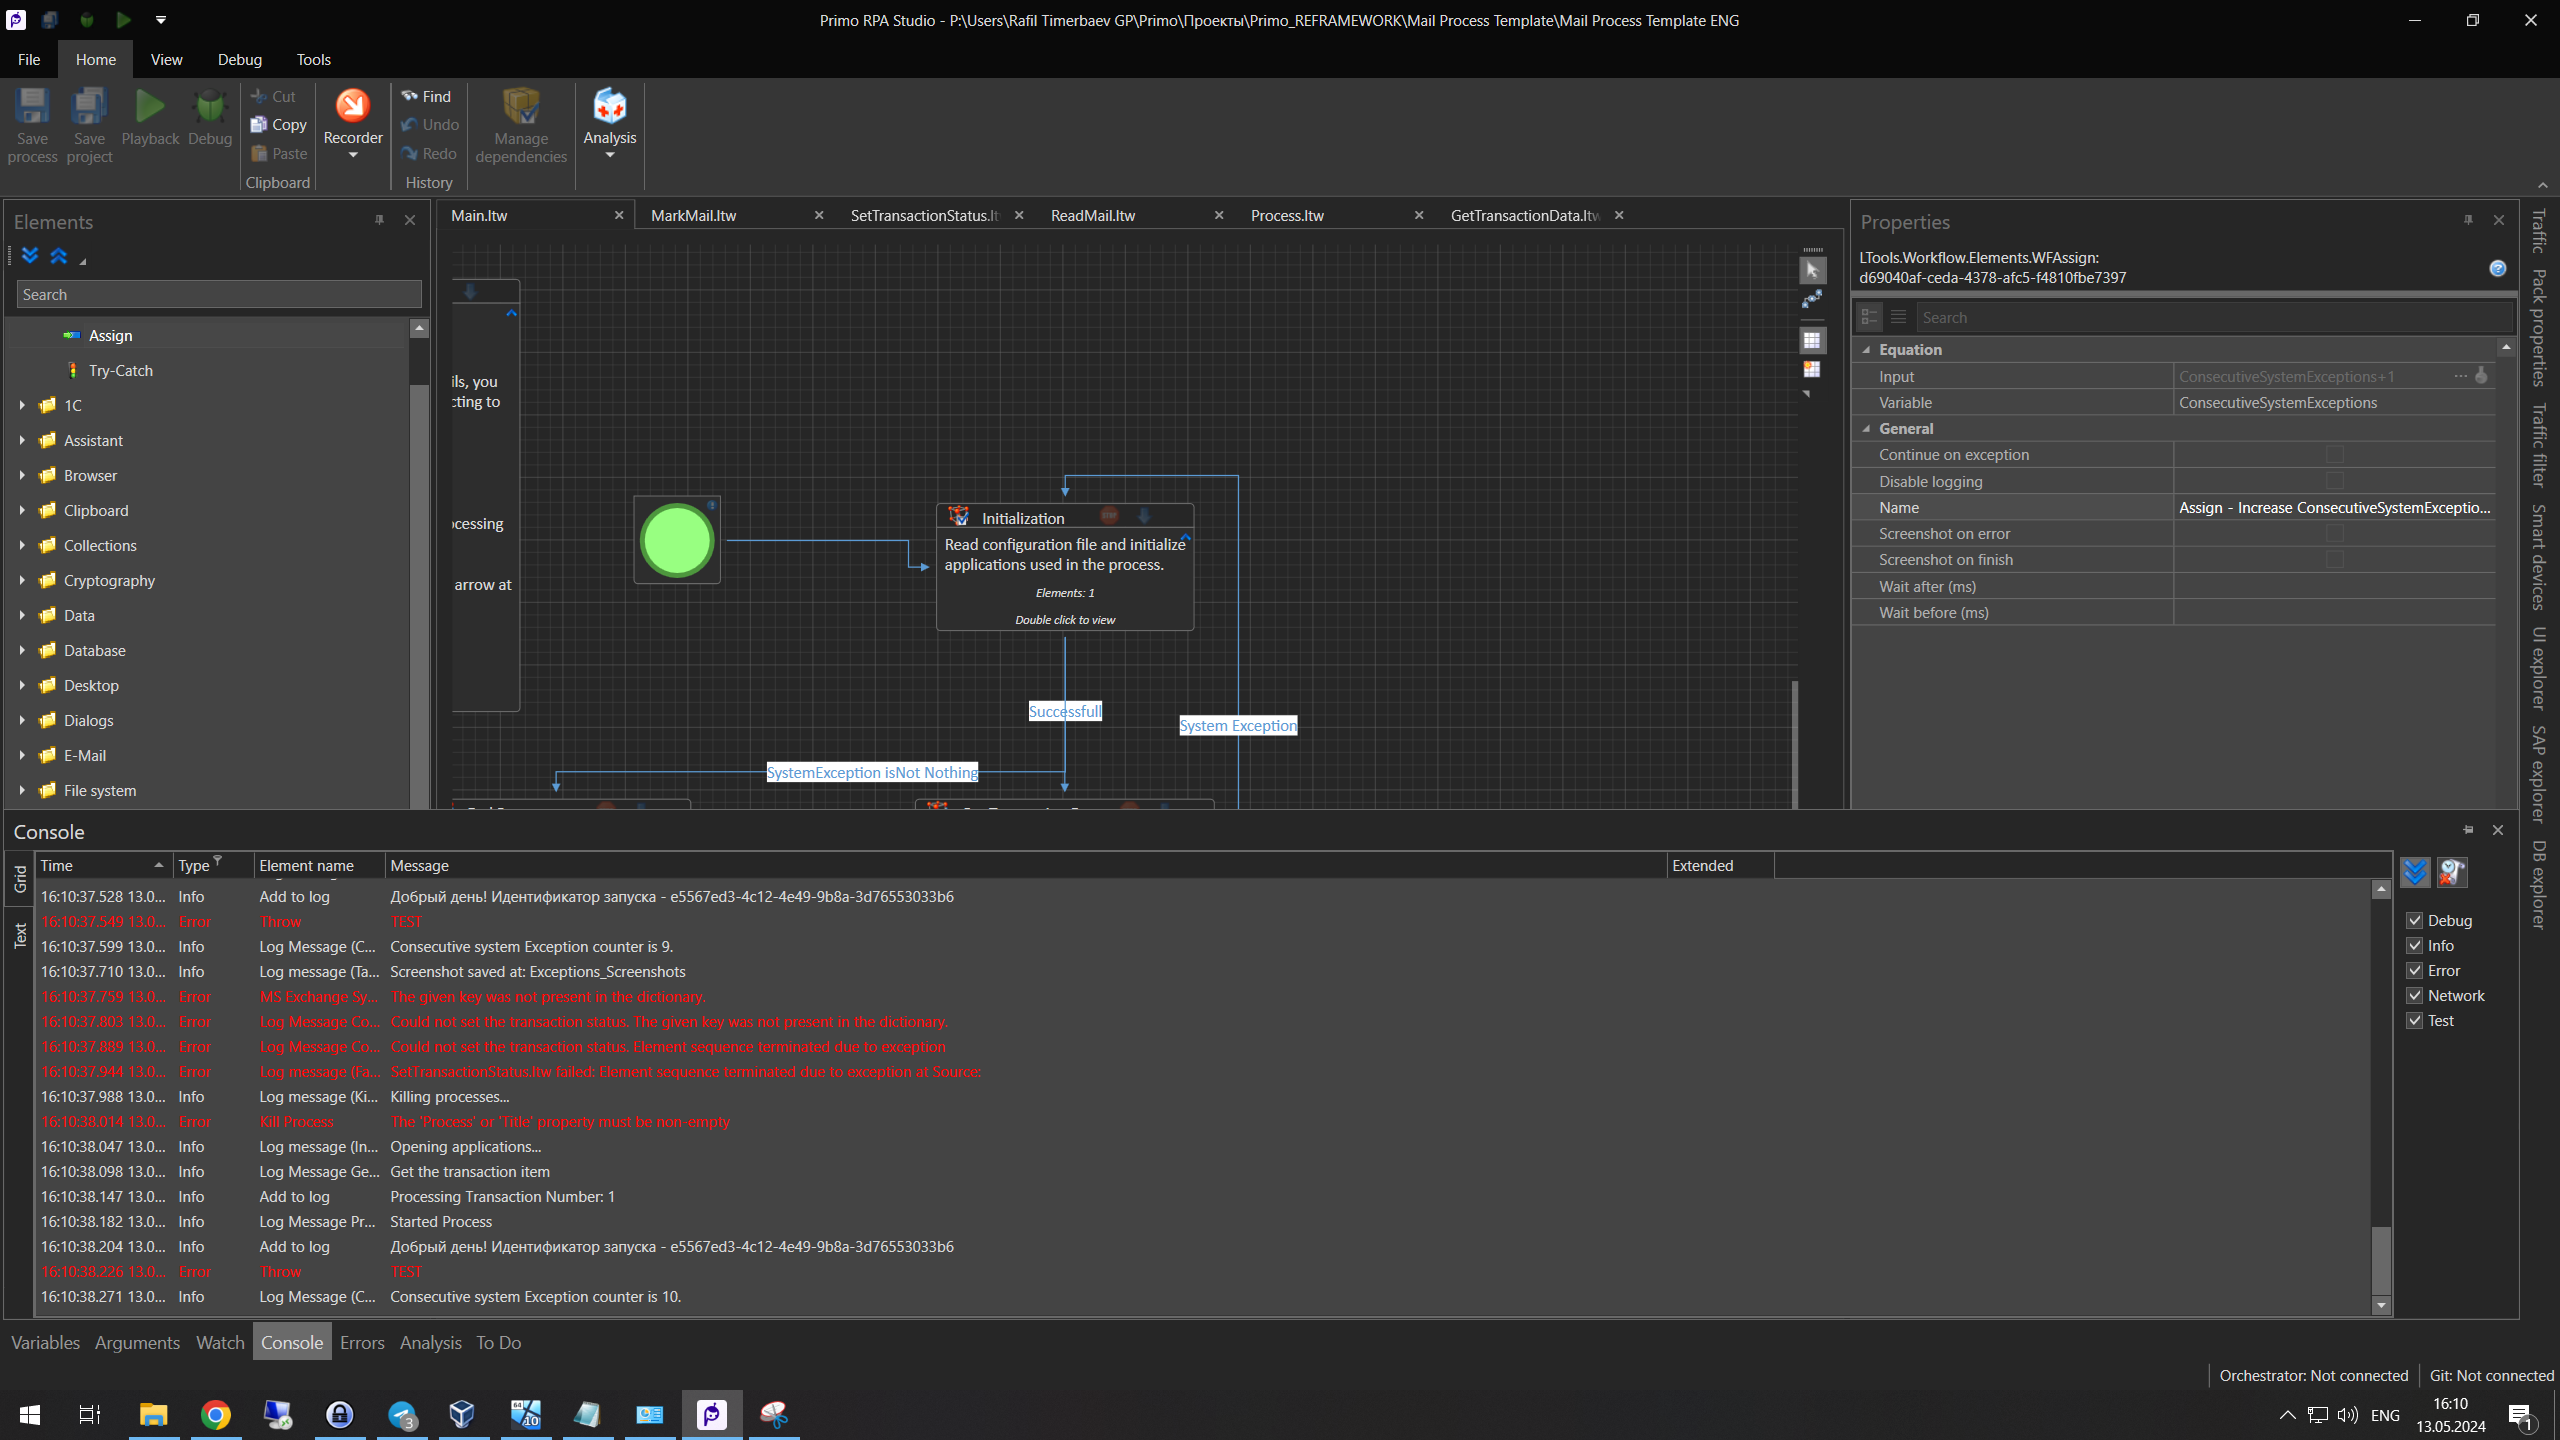 Primo RPA Studio - P:\Users\Rafil Timerbaev GP\Primo\Проекты\Primo_REFRAMEWORK\Mail Process Template\Mail Process Template ENG
File
Home
View
Debug
Tools
Save process
Save project
Playback
Debug
Cut
Copy
Paste
Clipboard
Recorder
Find
Undo
Redo
History
Manage dependencies
Analysis
Elements
Search
Assign
Try-Catch
1C
Assistant
Browser
Clipboard
Collections
Cryptography
Data
Database
Desktop
Dialogs
E-Mail
File system
Main.ltw
MarkMail.ltw
SetTransactionStatus.lt
ReadMail.ltw
Process.ltw
GetTransactionData.ltw
ils, you
cting to
ocessing
arrow at
Initialization
STOP
Read configuration file and initialize
applications used in the process.
Elements: 1
Double click to view
Successfull
System Exception
SystemException isNot Nothing
Properties
LTools.Workflow.Elements.WFAssign:
d69040af-ceda-4378-afc5-f4810fbe7397
Search
Equation
Input ConsecutiveSystemExceptions+1 ...
Variable ConsecutiveSystemExceptions
General
Continue on exception
Disable logging
Name Assign - Increase ConsecutiveSystemExceptio...
Screenshot on error
Screenshot on finish
Wait after (ms)
Wait before (ms)
Traffic
Pack properties
Traffic filter
Smart devices
UI explorer
SAP explorer
DB explorer
Console
Grid
Text
Time Type Element name Message Extended
16:10:37.528 13.0... Info Add to log Добрый день! Идентификатор запуска - e5567ed3-4c12-4e49-9b8a-3d76553033b6
16:10:37.549 13.0... Error Throw TEST
16:10:37.599 13.0... Info Log Message (C... Consecutive system Exception counter is 9.
16:10:37.710 13.0... Info Log message (Ta... Screenshot saved at: Exceptions_Screenshots
16:10:37.759 13.0... Error MS Exchange Sy... The given key was not present in the dictionary.
16:10:37.803 13.0... Error Log Message Co... Could not set the transaction status. The given key was not present in the dictionary.
16:10:37.889 13.0... Error Log Message Co... Could not set the transaction status. Element sequence terminated due to exception
16:10:37.944 13.0... Error Log message (Fa... SetTransactionStatus.ltw failed: Element sequence terminated due to exception at Source:
16:10:37.988 13.0... Info Log message (Ki... Killing processes...
16:10:38.014 13.0... Error Kill Process The 'Process' or 'Title' property must be non-empty
16:10:38.047 13.0... Info Log message (In... Opening applications...
16:10:38.098 13.0... Info Log Message Ge... Get the transaction item
16:10:38.147 13.0... Info Add to log Processing Transaction Number: 1
16:10:38.182 13.0... Info Log Message Pr... Started Process
16:10:38.204 13.0... Info Add to log Добрый день! Идентификатор запуска - e5567ed3-4c12-4e49-9b8a-3d76553033b6
16:10:38.226 13.0... Error Throw TEST
16:10:38.271 13.0... Info Log Message (C... Consecutive system Exception counter is 10.
Debug
Info
Error
Network
Test
Variables
Arguments
Watch
Console
Errors
Analysis
To Do
Orchestrator: Not connected
Git: Not connected
3
64
10
ENG
16:10
13.05.2024
1